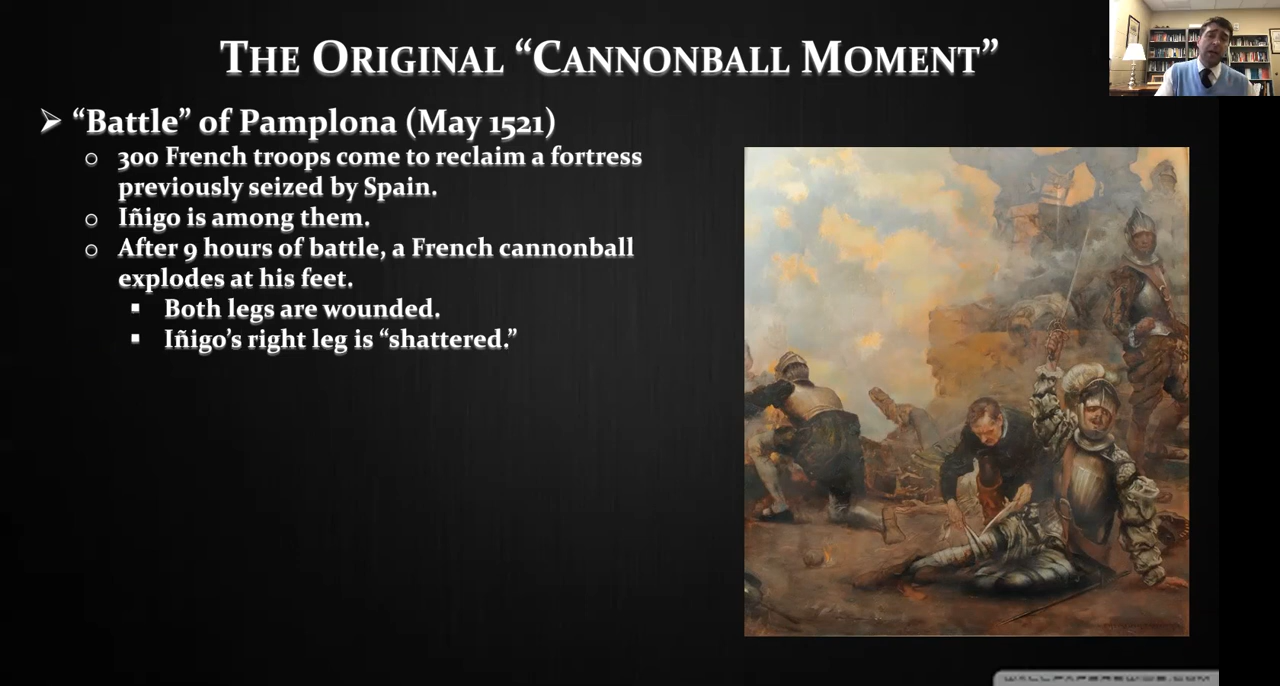 The Original “Cannonball Moment”
“Battle” of Pamplona (May 1521)
300 French troops come to reclaim a fortress
previously seized by Spain.
Iñigo is among them.
After 9 hours of battle, a French cannonball
explodes at his feet.
Both legs are wounded.
Iñigo’s right leg is “shattered.”
WALLPAPERSWIDE.COM